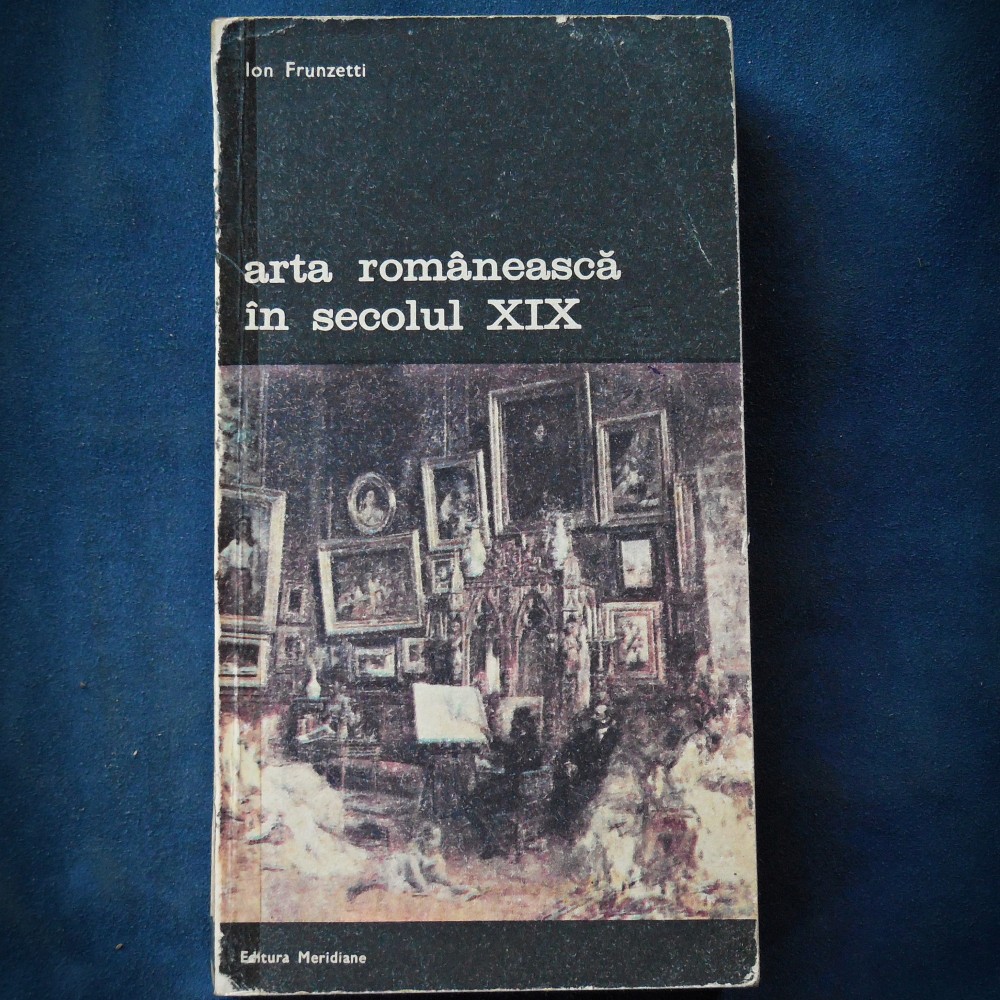 Ion Frunzetti
arta românească
în secolul XIX
Editura Meridiane